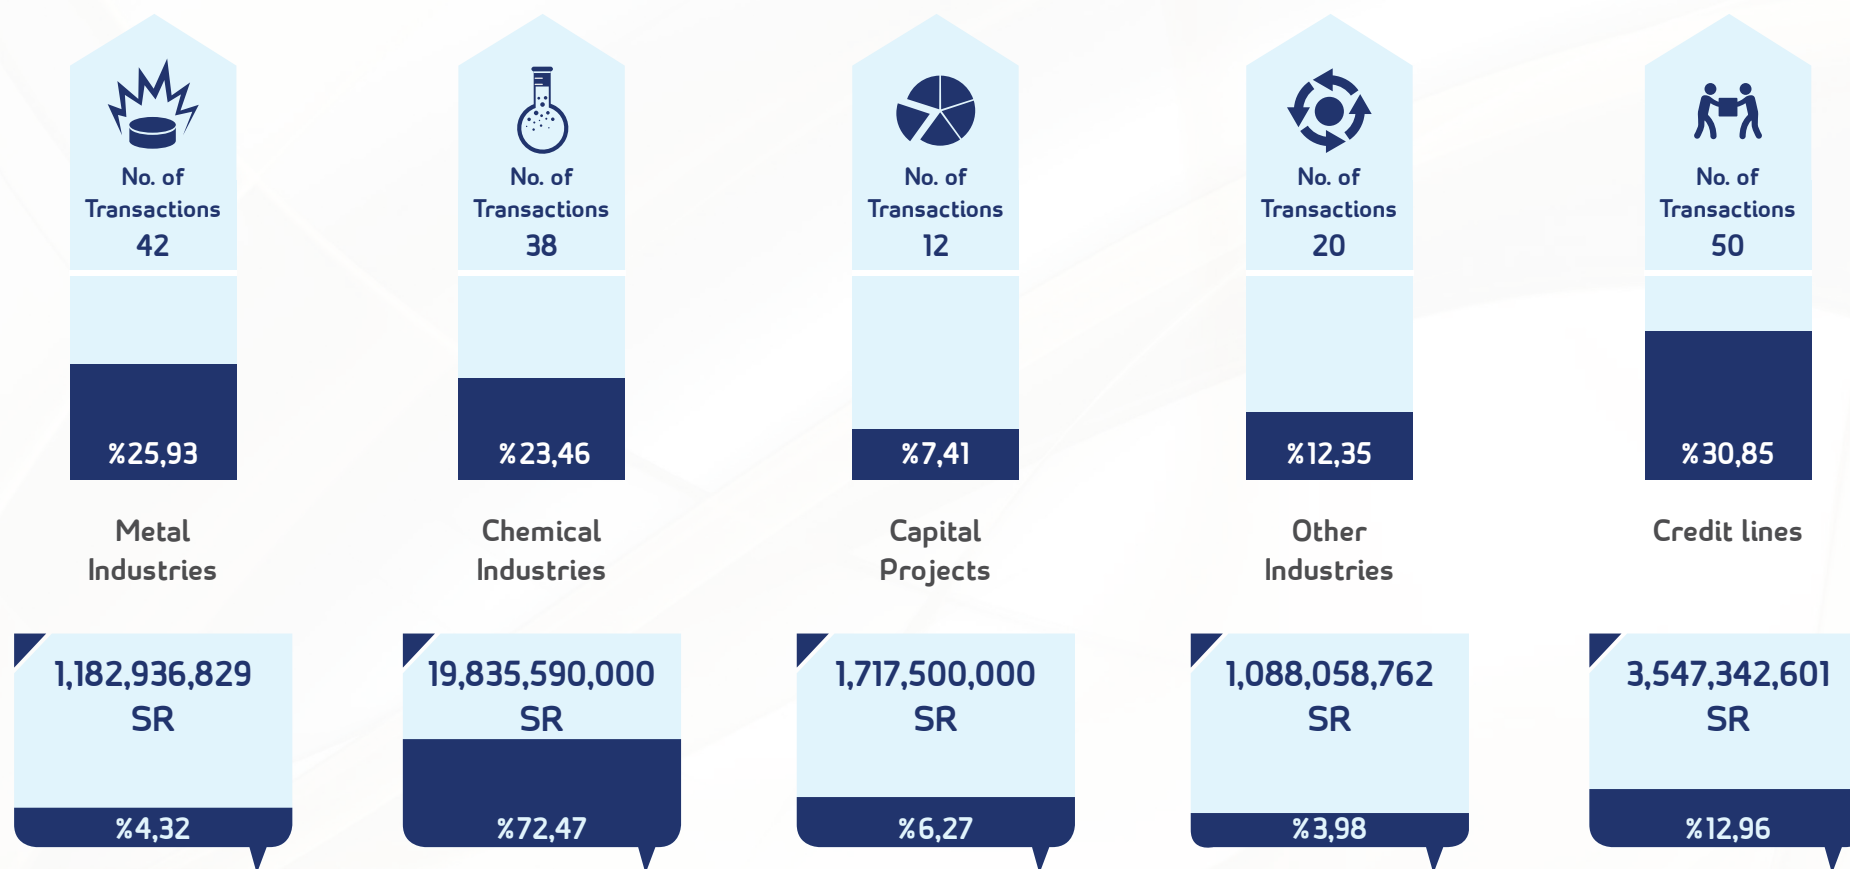 No. of
Transactions
42
%25,93
Metal
Industries
1,182,936,829
SR
%4,32
No. of
Transactions
38
%23,46
Chemical
Industries
19,835,590,000
SR
%72,47
No. of
Transactions
12
%7,41
Capital
Projects
1,717,500,000
SR
%6,27
No. of
Transactions
20
%12,35
Other
Industries
1,088,058,762
SR
%3,98
No. of
Transactions
50
%30,85
Credit lines
3,547,342,601
SR
%12,96